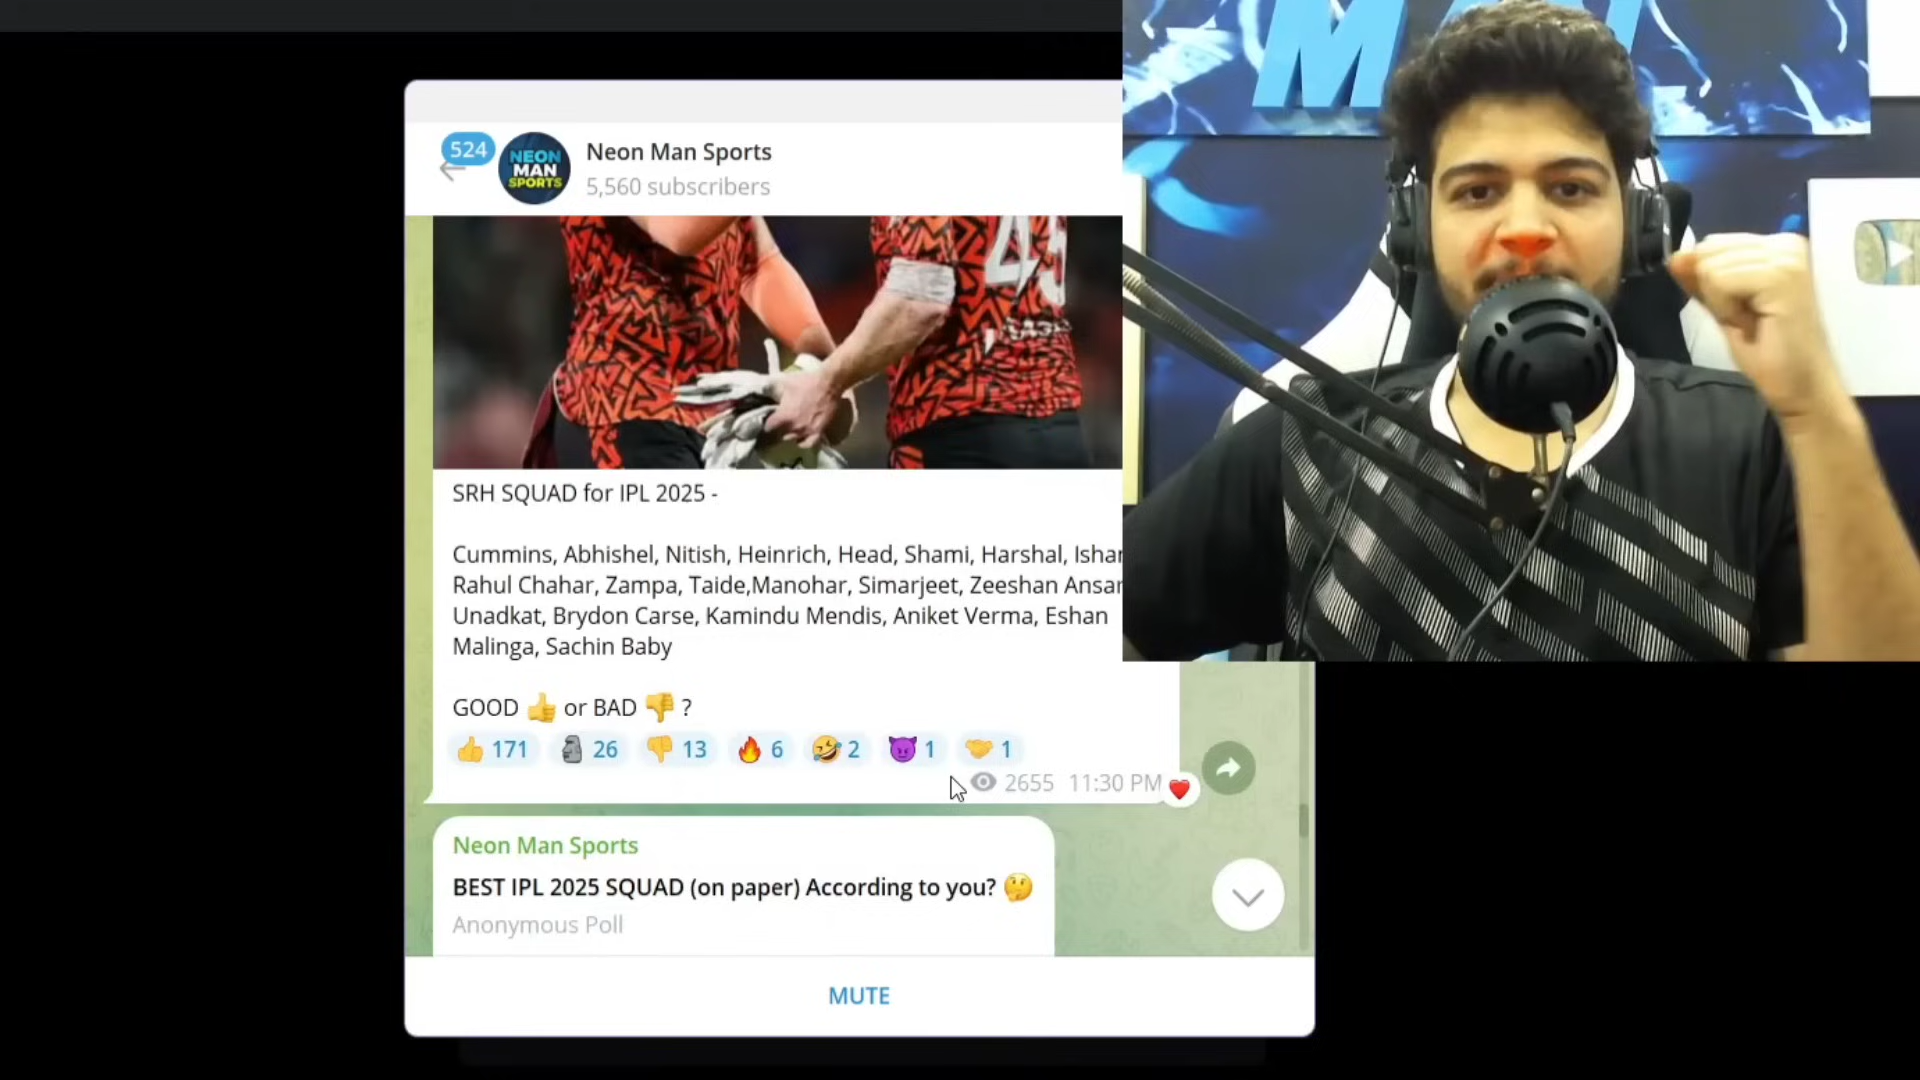 524
NEON
MAN
SPORTS
Neon Man Sports
5,560 subscribers
45
SRH SQUAD for IPL 2025 -
Cummins, Abhishel, Nitish, Heinrich, Head, Shami, Harshal, Ishan
Rahul Chahar, Zampa, Taide,Manohar, Simarjeet, Zeeshan Ansar
Unadkat, Brydon Carse, Kamindu Mendis, Aniket Verma, Eshan
Malinga, Sachin Baby
GOOD 👍 or BAD 👎 ?
👍 171 🗿 26 👎 13 🔥 6 🤣 2 😈 1 🤝 1
2655 11:30 PM
Neon Man Sports
BEST IPL 2025 SQUAD (on paper) According to you? 🤔
Anonymous Poll
MUTE